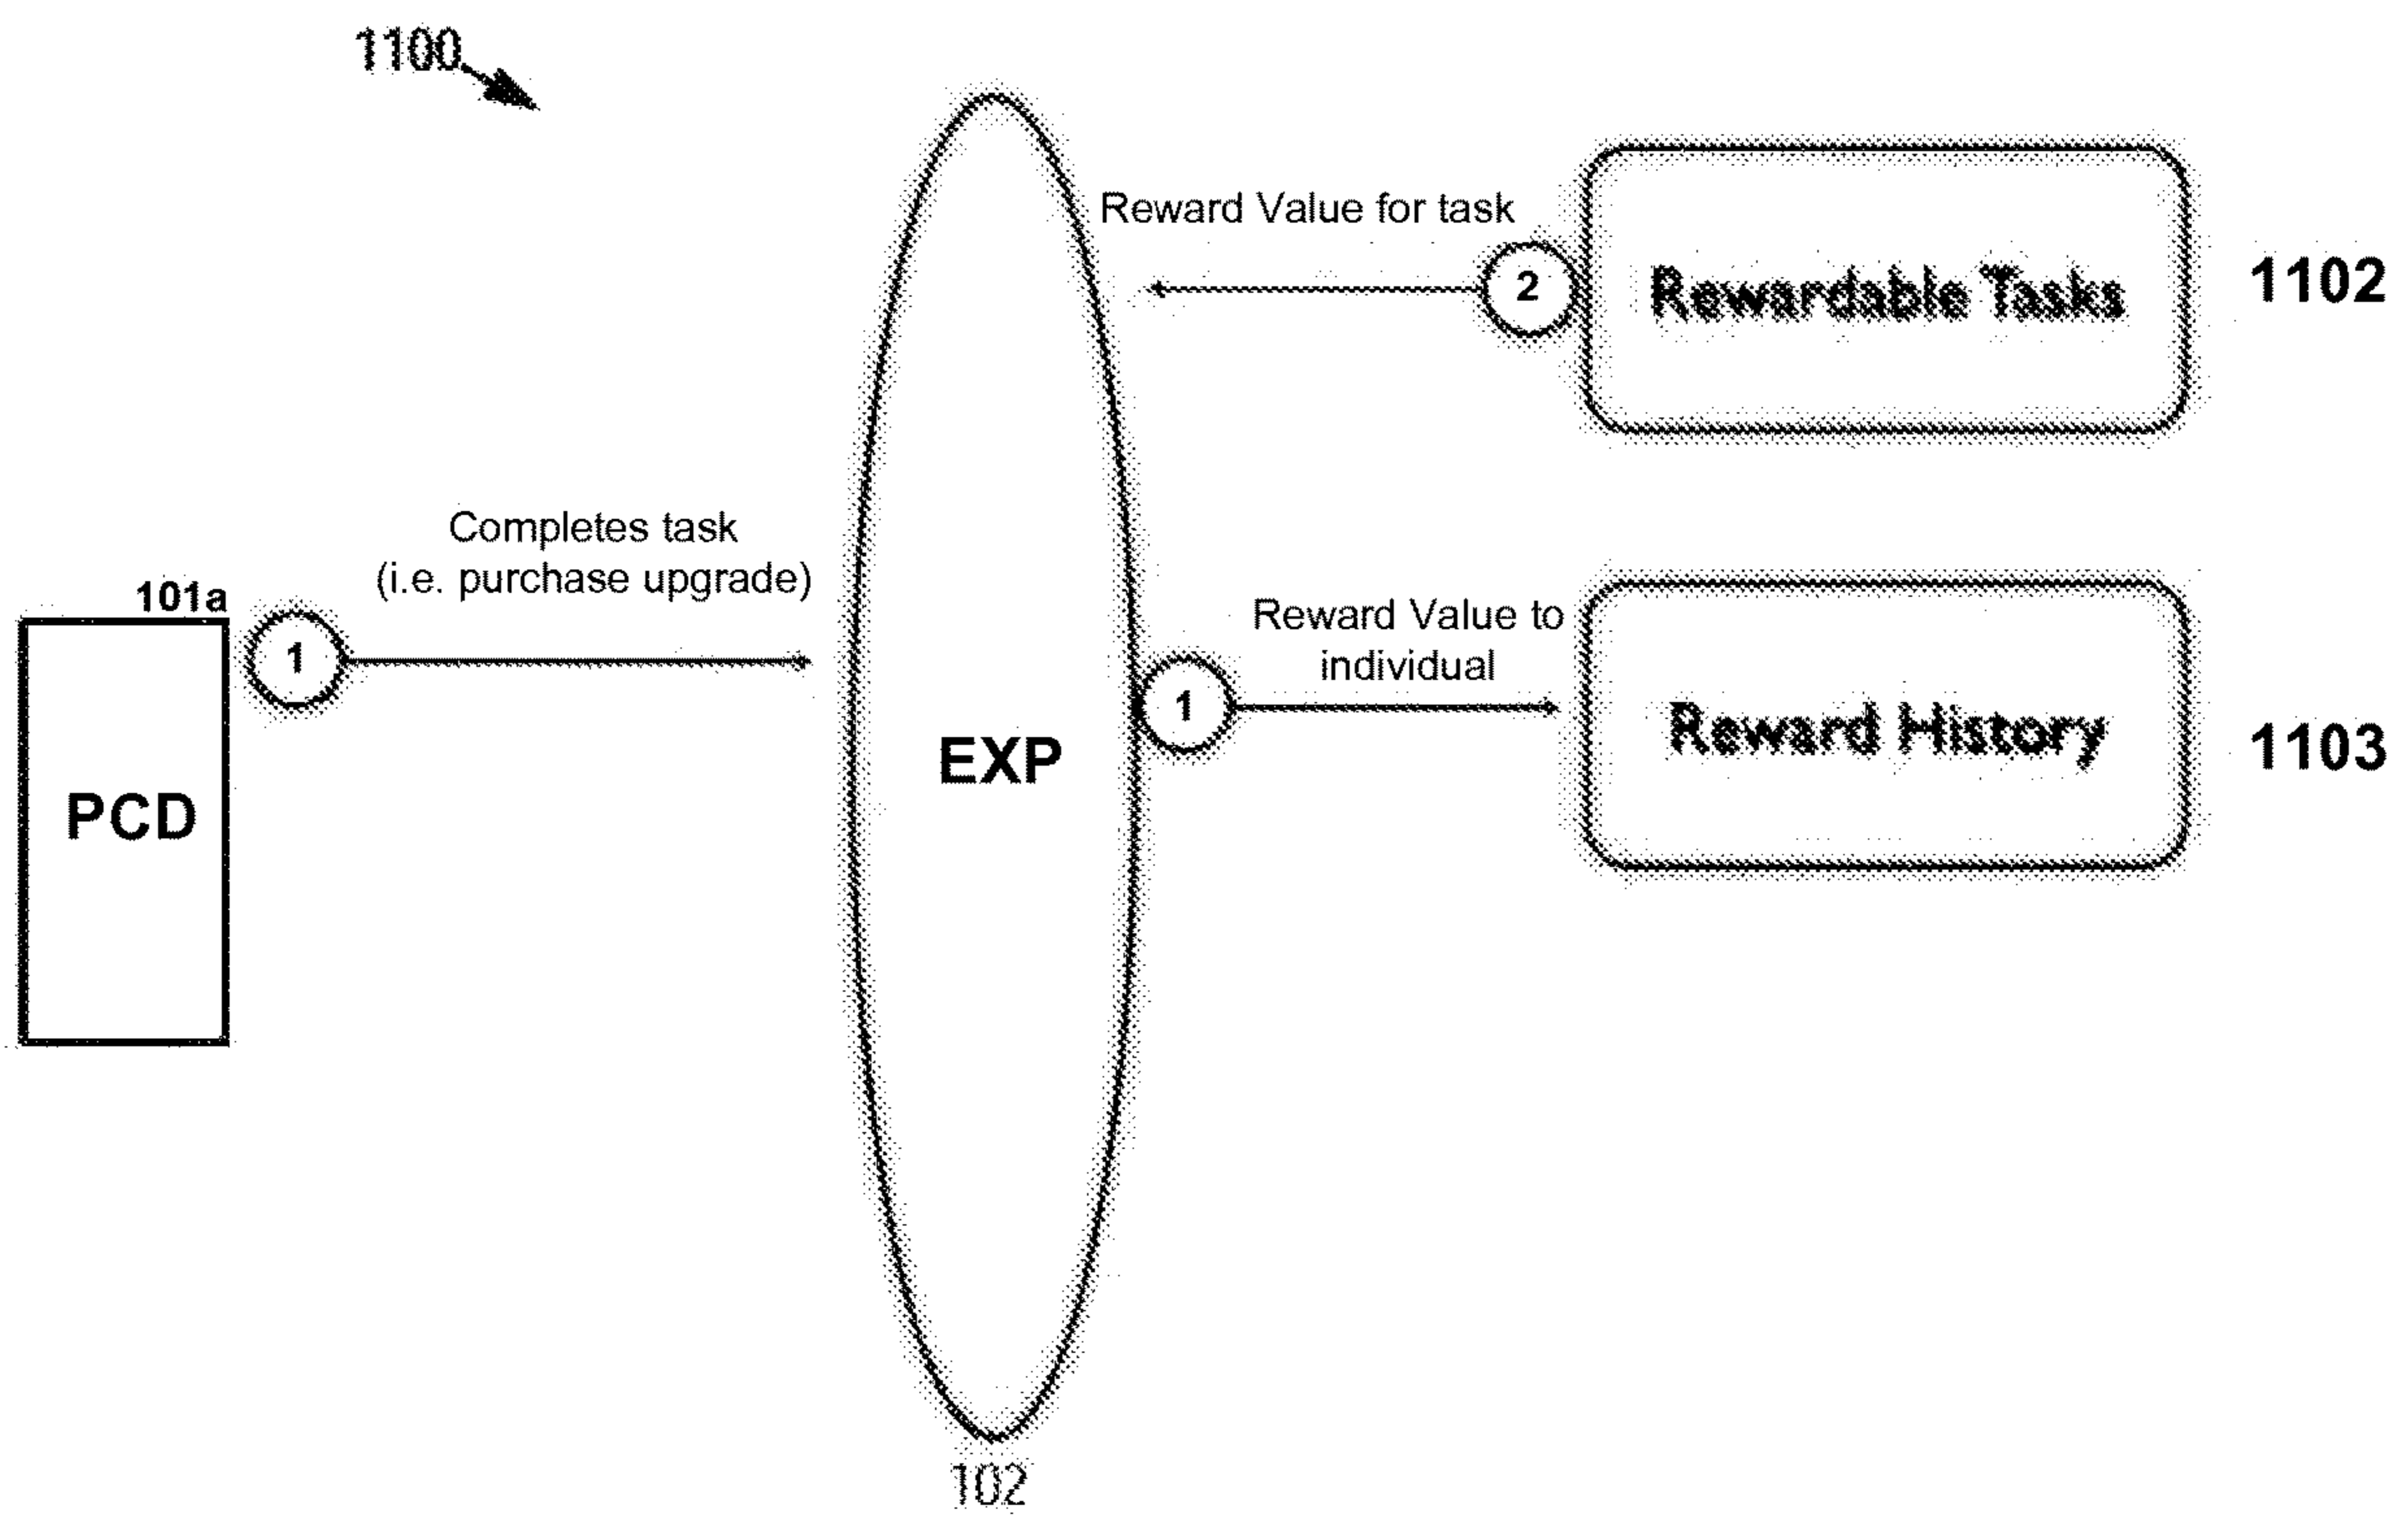 1100
Reward Value for task
2
Rewardable Tasks
1102
Completes task
(i.e. purchase upgrade)
101a
1
PCD
EXP
Reward Value to
individual
1
Reward History
1103
102